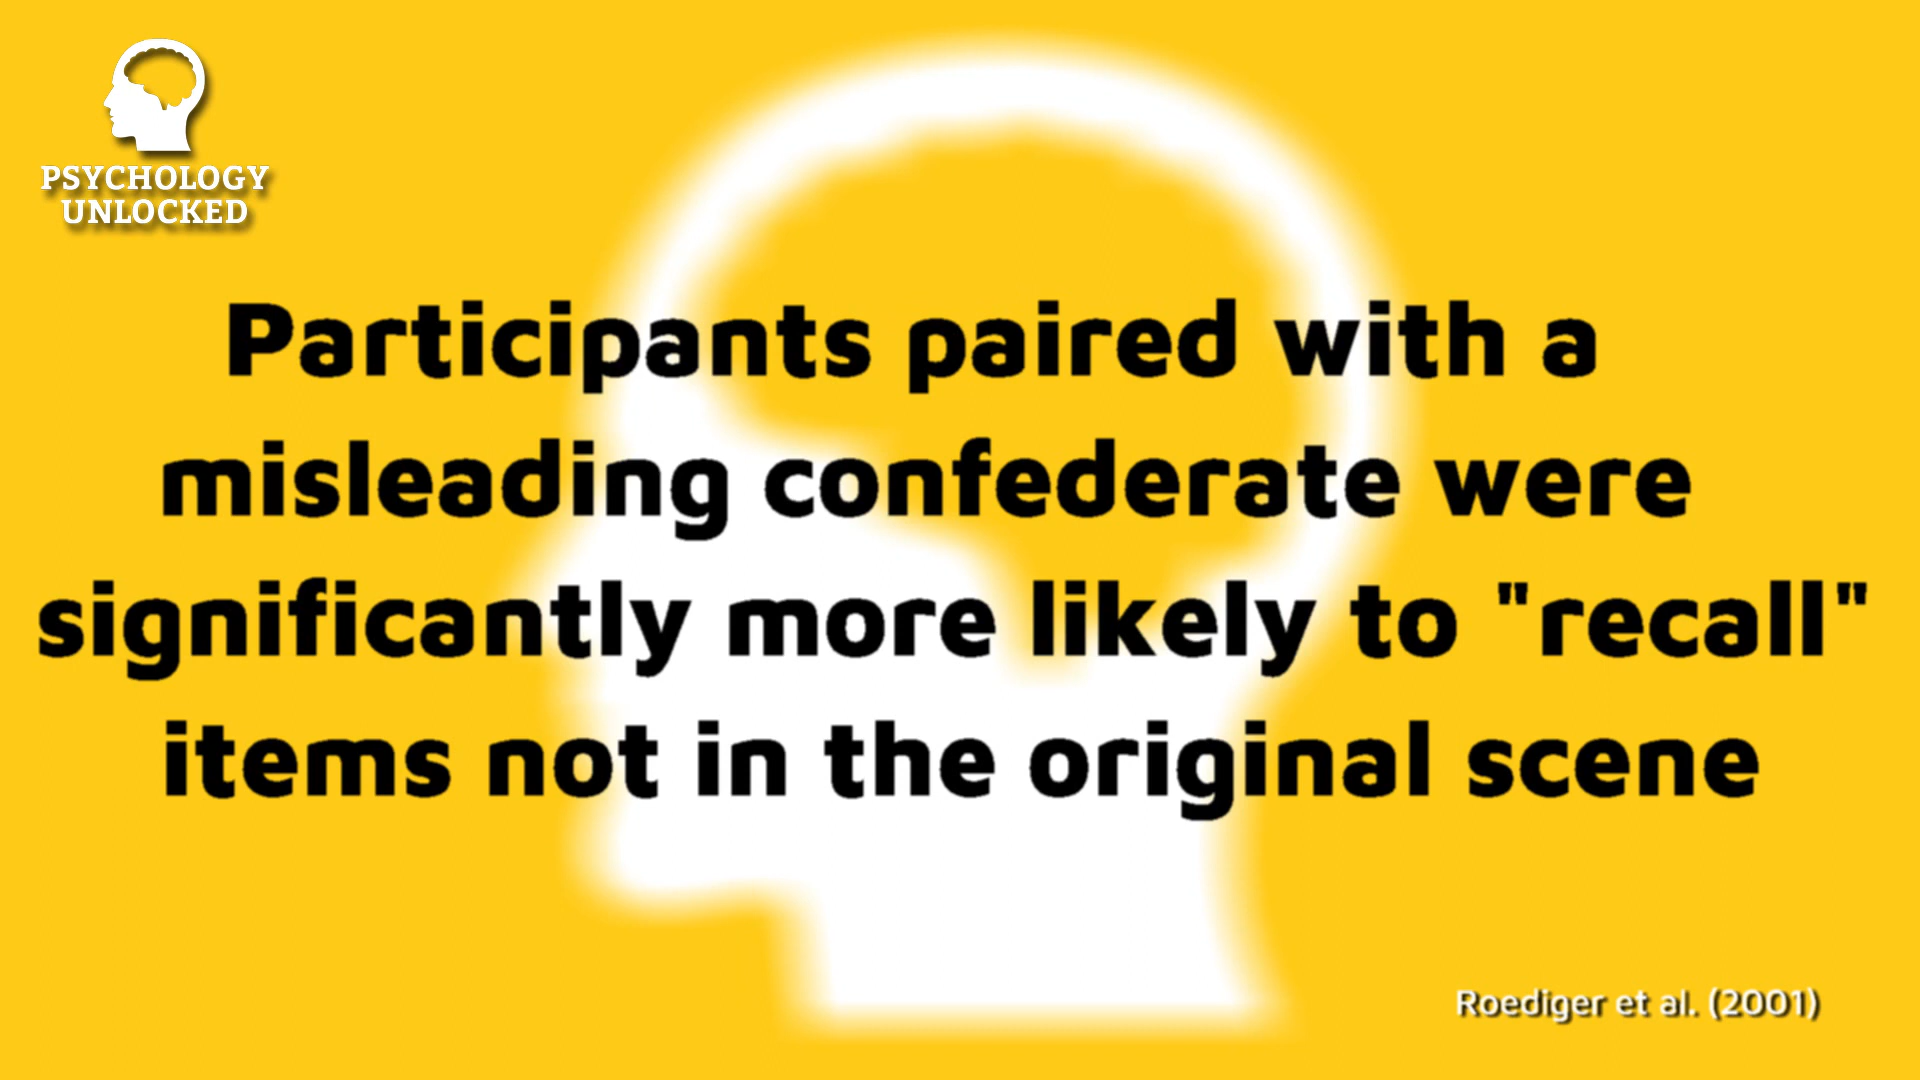 PSYCHOLOGY
UNLOCKED
Participants paired with a
misleading confederate were
significantly more likely to "recall"
items not in the original scene
Roediger et al. (2001)